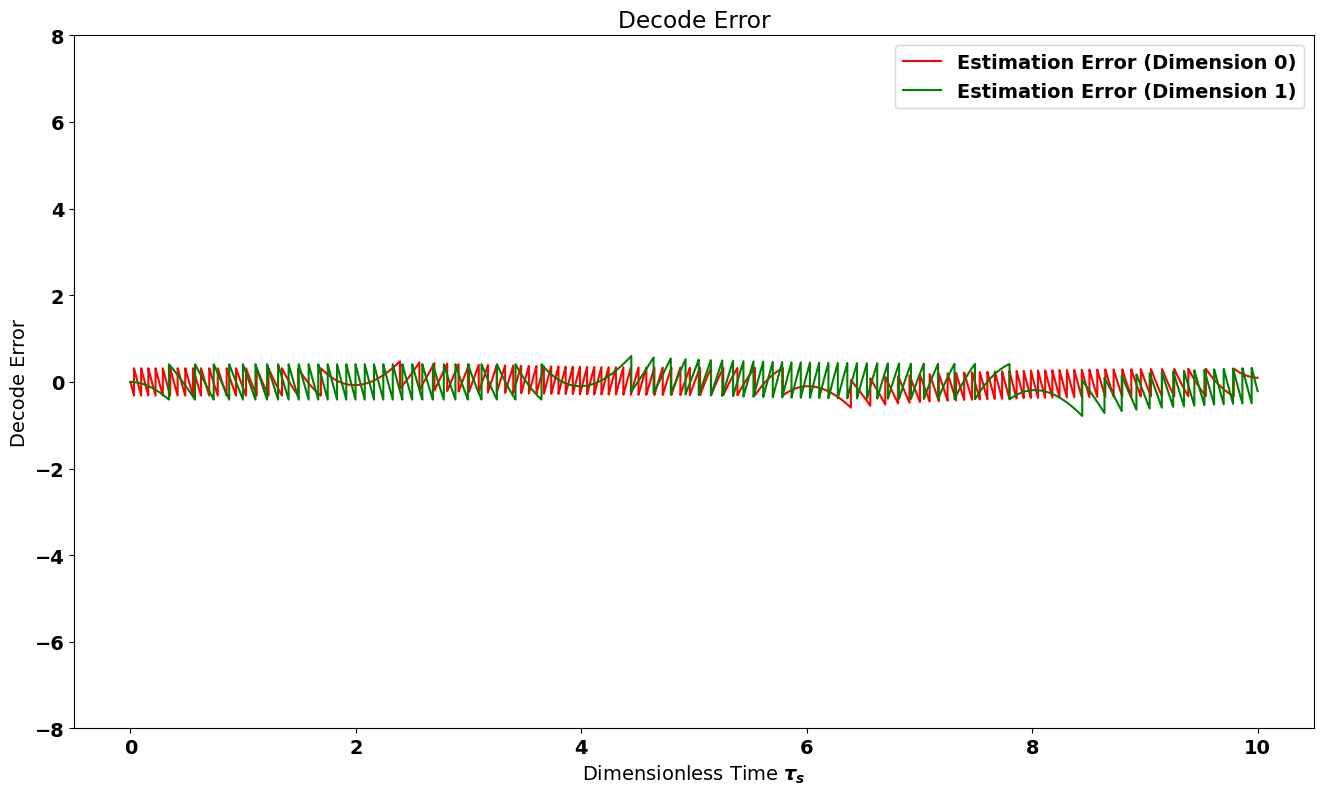 Decode Error
Estimation Error (Dimension 0)
Estimation Error (Dimension 1)
8
6
4
2
0
−2
−4
−6
−8
Decode Error
0 2 4 6 8 10
Dimensionless Time τₛ